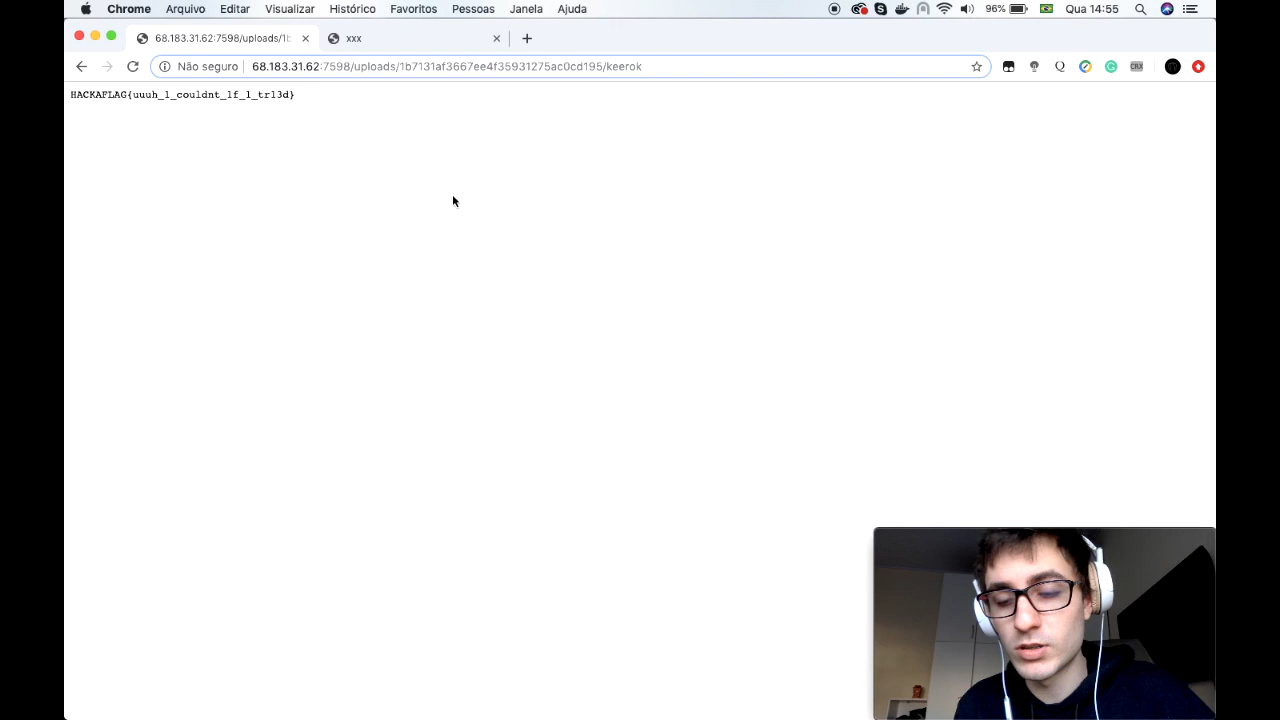 Chrome Arquivo Editar Visualizar Histórico Favoritos Pessoas Janela Ajuda 96% Qua 14:55
68.183.31.62:7598/uploads/1b xxx
Não seguro 68.183.31.62:7598/uploads/1b7131af3667ee4f35931275ac0cd195/keerok
HACKAFLAG{uuuh_1_couldnt_1f_1_tr13d}